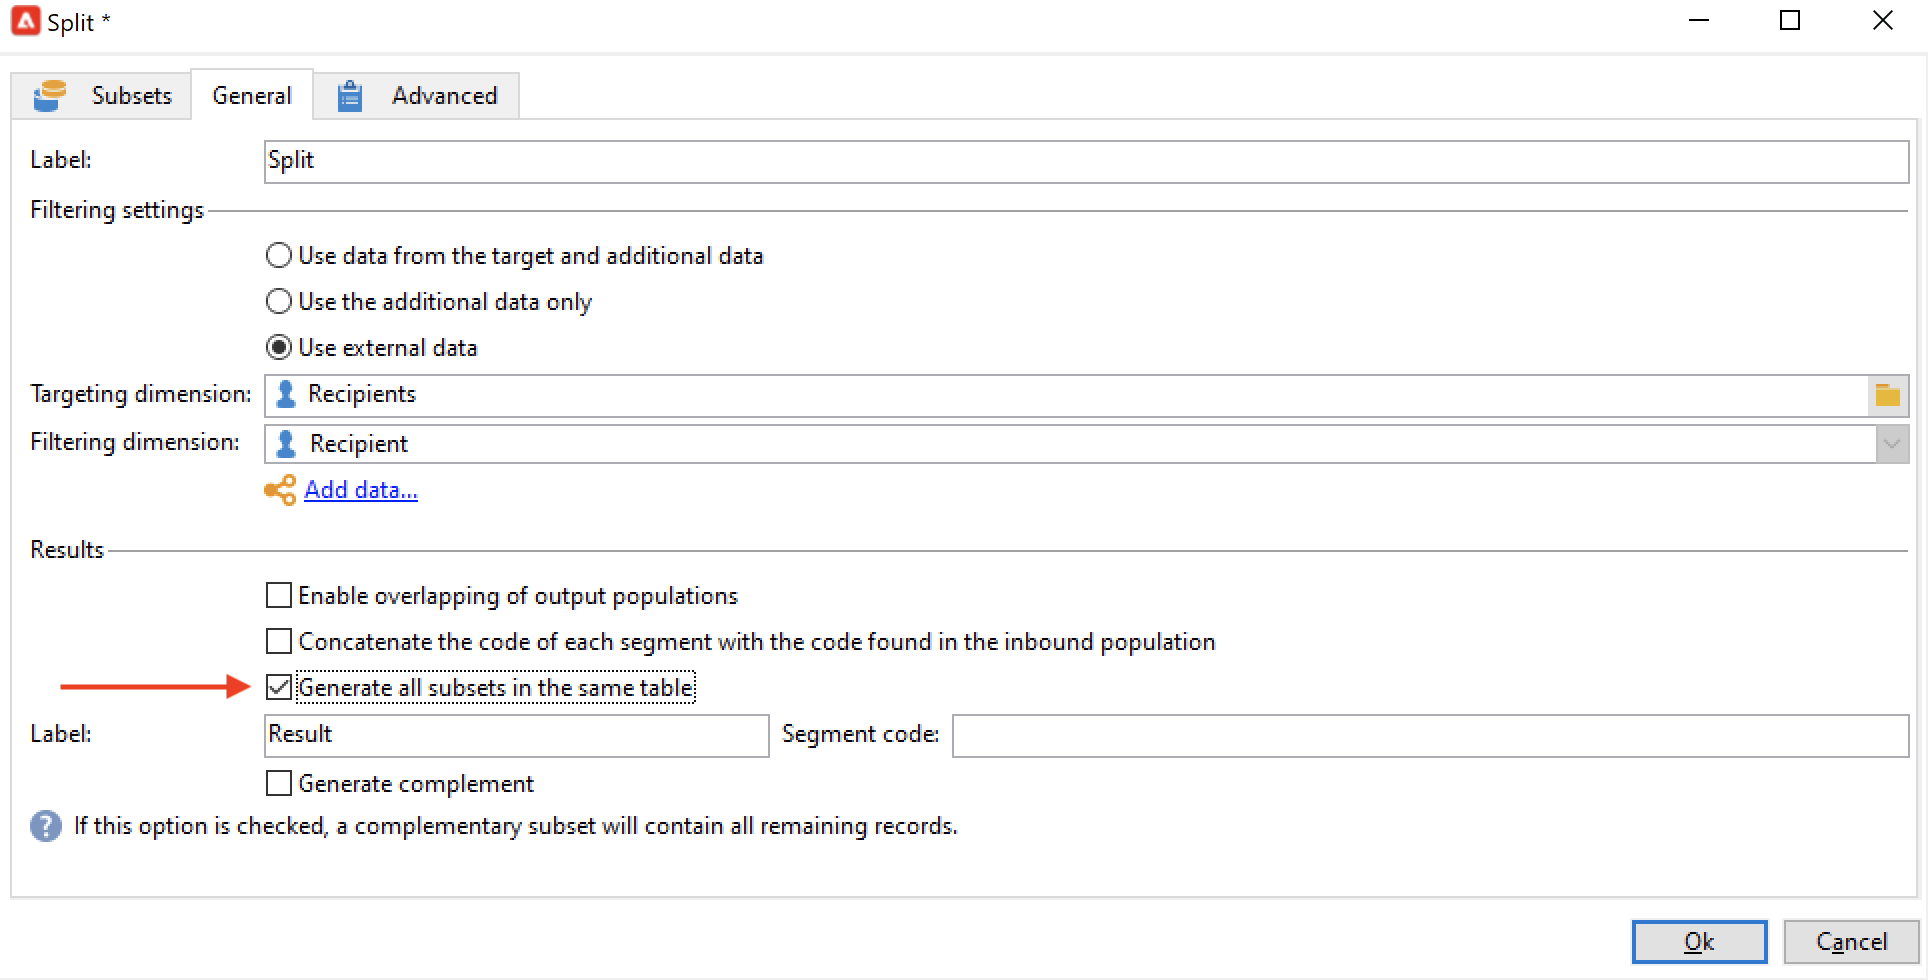 Split *
Subsets General Advanced
Label: Split
Filtering settings
Use data from the target and additional data
Use the additional data only
Use external data
Targeting dimension: Recipients
Filtering dimension: Recipient
Add data...
Results
Enable overlapping of output populations
Concatenate the code of each segment with the code found in the inbound population
Generate all subsets in the same table
Label: Result Segment code:
Generate complement
? If this option is checked, a complementary subset will contain all remaining records.
Ok Cancel